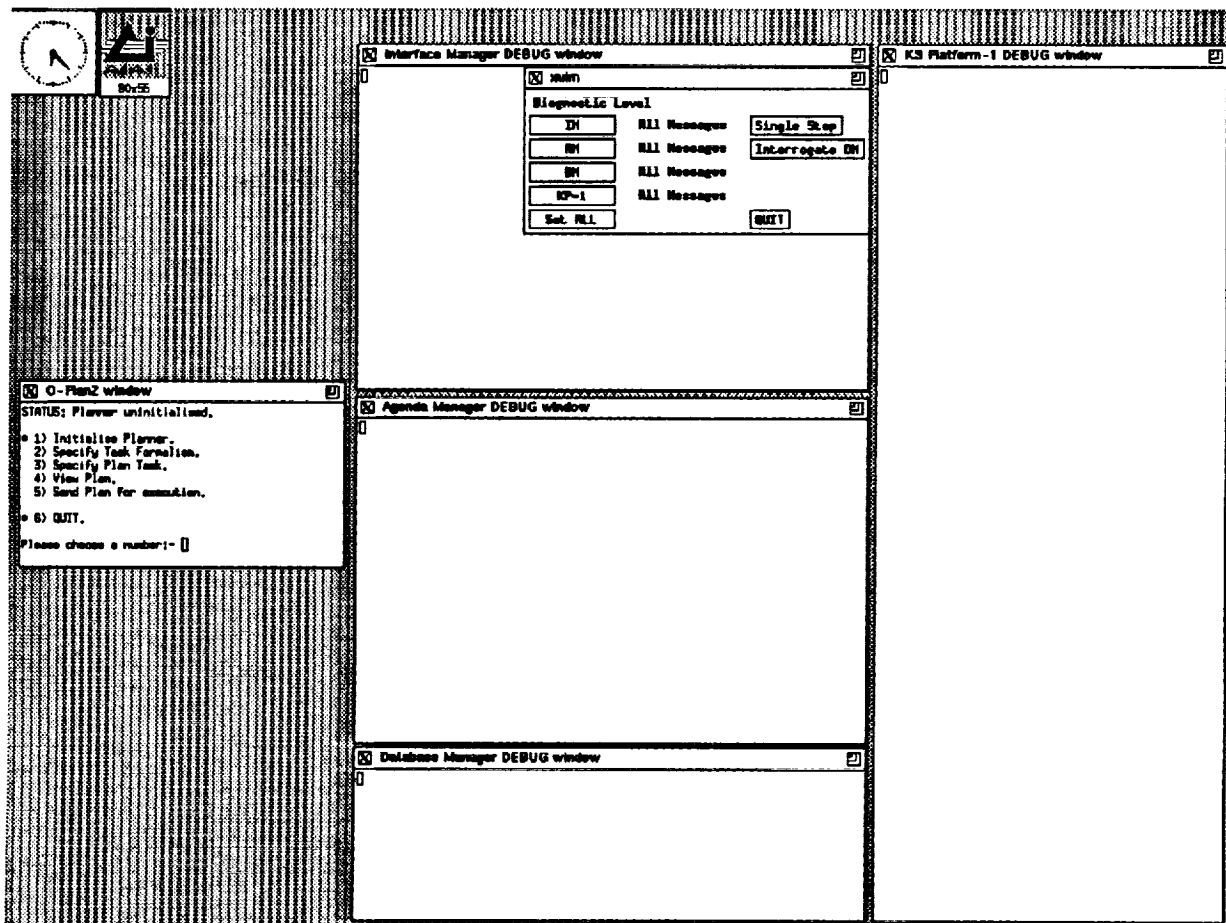 Ai
80x55
Interface Manager DEBUG window
KS Platform-1 DEBUG window
Diagnostic Level
IM All Messages Single Step
AM All Messages Interrogate DM
DM All Messages
KP-1 All Messages
Set ALL QUIT
O-Plan2 window
STATUS: Planner uninitialised.
* 1) Initialise Planner.
2) Specify Task Formalism.
3) Specify Plan Task.
4) View Plan.
5) Send Plan for execution.
* 6) QUIT.
Please choose a number:-
Agenda Manager DEBUG window
Database Manager DEBUG window